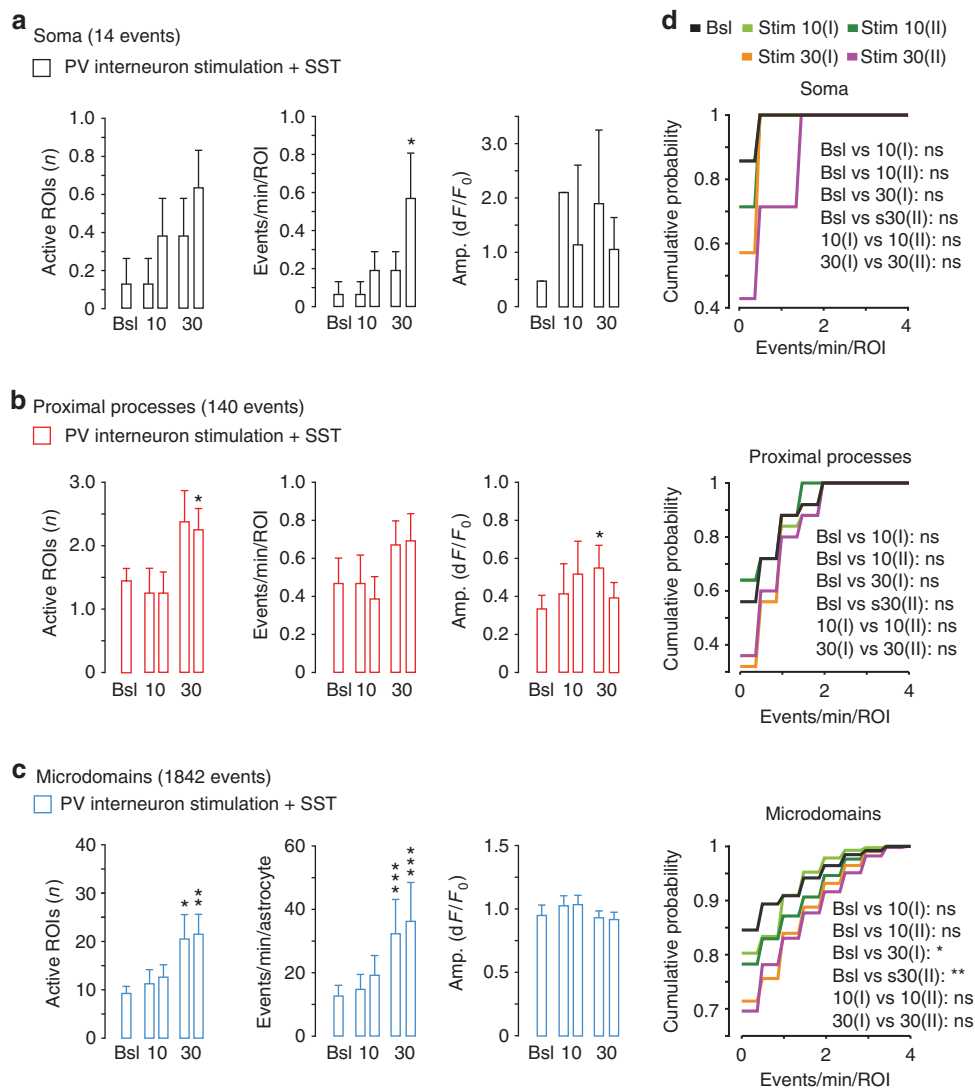 a
Soma (14 events)
PV interneuron stimulation + SST
Active ROIs (n)
1.0
0.8
0.6
0.4
0.2
0
Bsl 10 30
Events/min/ROI
1.0
0.8
0.6
0.4
0.2
0
*
Bsl 10 30
Amp. (dF/F0)
3.0
2.0
1.0
0
Bsl 10 30
d
Bsl Stim 10(I) Stim 10(II)
Stim 30(I) Stim 30(II)
Soma
Cumulative probability
1
0.9
0.8
0.7
0.6
0.5
0.4
Bsl vs 10(I): ns
Bsl vs 10(II): ns
Bsl vs 30(I): ns
Bsl vs s30(II): ns
10(I) vs 10(II): ns
30(I) vs 30(II): ns
0 2 4
Events/min/ROI
b
Proximal processes (140 events)
PV interneuron stimulation + SST
Active ROIs (n)
3.0
2.0
1.0
0
*
Bsl 10 30
Events/min/ROI
1.0
0.8
0.6
0.4
0.2
0
Bsl 10 30
Amp. (dF/F0)
1.0
0.8
0.6
0.4
0.2
0
*
Bsl 10 30
Proximal processes
Cumulative probability
1
0.8
0.6
0.4
Bsl vs 10(I): ns
Bsl vs 10(II): ns
Bsl vs 30(I): ns
Bsl vs s30(II): ns
10(I) vs 10(II): ns
30(I) vs 30(II): ns
0 2 4
Events/min/ROI
c
Microdomains (1842 events)
PV interneuron stimulation + SST
Active ROIs (n)
40
30
20
10
0
* **
Bsl 10 30
Events/min/astrocyte
60
40
20
0
*** ***
Bsl 10 30
Amp. (dF/F0)
1.5
1.0
0.5
0
Bsl 10 30
Microdomains
Cumulative probability
1
0.9
0.8
0.7
Bsl vs 10(I): ns
Bsl vs 10(II): ns
Bsl vs 30(I): *
Bsl vs s30(II): **
10(I) vs 10(II): ns
30(I) vs 30(II): ns
0 2 4
Events/min/ROI